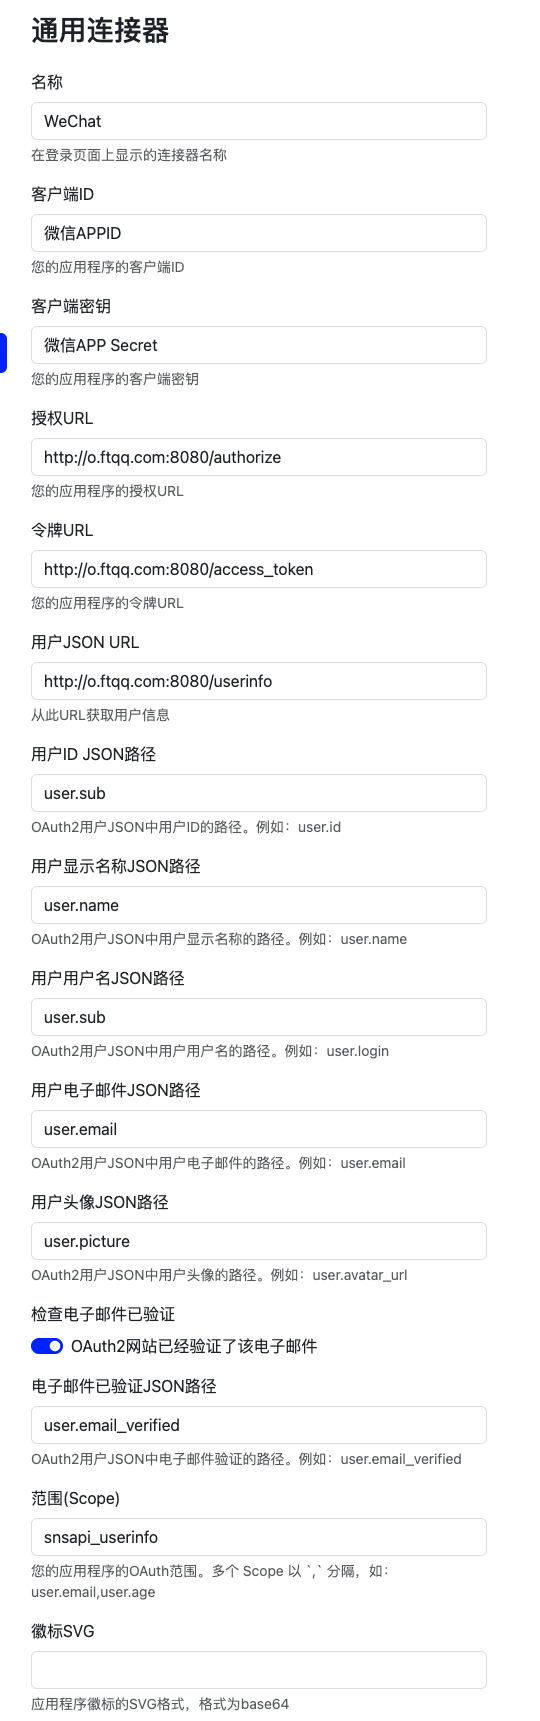 通用连接器
名称
WeChat
在登录页面上显示的连接器名称
客户端ID
微信APPID
您的应用程序的客户端ID
客户端密钥
微信APP Secret
您的应用程序的客户端密钥
授权URL
http://o.ftqq.com:8080/authorize
您的应用程序的授权URL
令牌URL
http://o.ftqq.com:8080/access_token
您的应用程序的令牌URL
用户JSON URL
http://o.ftqq.com:8080/userinfo
从此URL获取用户信息
用户ID JSON路径
user.sub
OAuth2用户JSON中用户ID的路径。例如：user.id
用户显示名称JSON路径
user.name
OAuth2用户JSON中用户显示名称的路径。例如：user.name
用户用户名JSON路径
user.sub
OAuth2用户JSON中用户用户名的路径。例如：user.login
用户电子邮件JSON路径
user.email
OAuth2用户JSON中用户电子邮件的路径。例如：user.email
用户头像JSON路径
user.picture
OAuth2用户JSON中用户头像的路径。例如：user.avatar_url
检查电子邮件已验证
OAuth2网站已经验证了该电子邮件
电子邮件已验证JSON路径
user.email_verified
OAuth2用户JSON中电子邮件验证的路径。例如：user.email_verified
范围(Scope)
snsapi_userinfo
您的应用程序的OAuth范围。多个 Scope 以 `,` 分隔，如：
user.email,user.age
徽标SVG
应用程序徽标的SVG格式，格式为base64